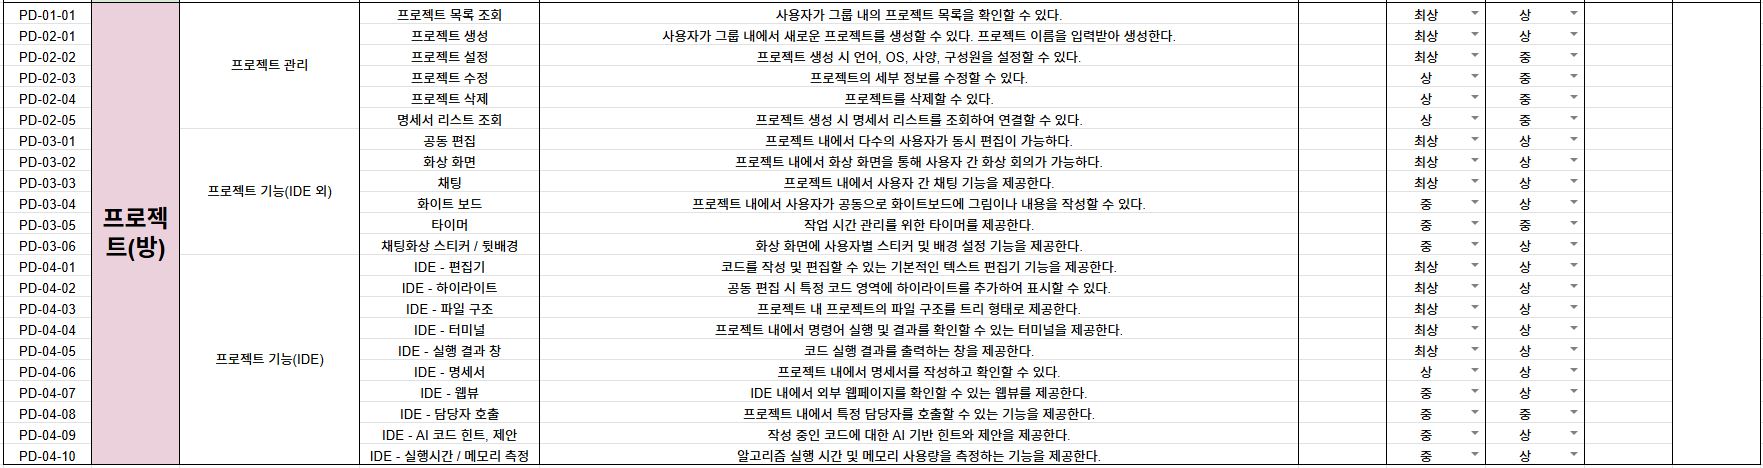 PD-01-01 프로젝트 목록 조회 사용자가 그룹 내의 프로젝트 목록을 확인할 수 있다. 최상 상
PD-02-01 프로젝트 생성 사용자가 그룹 내에서 새로운 프로젝트를 생성할 수 있다. 프로젝트 이름을 입력받아 생성한다. 최상 상
PD-02-02 프로젝트 설정 프로젝트 생성 시 언어, OS, 사양, 구성원을 설정할 수 있다. 최상 중
프로젝트 관리
PD-02-03 프로젝트 수정 프로젝트의 세부 정보를 수정할 수 있다. 상 중
PD-02-04 프로젝트 삭제 프로젝트를 삭제할 수 있다. 상 중
PD-02-05 명세서 리스트 조회 프로젝트 생성 시 명세서 리스트를 조회하여 연결할 수 있다. 상 중
PD-03-01 공동 편집 프로젝트 내에서 다수의 사용자가 동시 편집이 가능하다. 최상 상
PD-03-02 화상 화면 프로젝트 내에서 화상 화면을 통해 사용자 간 화상 회의가 가능하다. 최상 상
PD-03-03 채팅 프로젝트 내에서 사용자 간 채팅 기능을 제공한다. 최상 상
프로젝트 기능(IDE 외)
PD-03-04 화이트 보드 프로젝트 내에서 사용자가 공동으로 화이트보드에 그림이나 내용을 작성할 수 있다. 중 상
프로젝
트(방)
PD-03-05 타이머 작업 시간 관리를 위한 타이머를 제공한다. 중 중
PD-03-06 채팅화상 스티커 / 뒷배경 화상 화면에 사용자별 스티커 및 배경 설정 기능을 제공한다. 중 상
PD-04-01 IDE - 편집기 코드를 작성 및 편집할 수 있는 기본적인 텍스트 편집기 기능을 제공한다. 최상 상
PD-04-02 IDE - 하이라이트 공동 편집 시 특정 코드 영역에 하이라이트를 추가하여 표시할 수 있다. 최상 상
PD-04-03 IDE - 파일 구조 프로젝트 내 프로젝트의 파일 구조를 트리 형태로 제공한다. 최상 상
PD-04-04 IDE - 터미널 프로젝트 내에서 명령어 실행 및 결과를 확인할 수 있는 터미널을 제공한다. 최상 상
PD-04-05 IDE - 실행 결과 창 코드 실행 결과를 출력하는 창을 제공한다. 최상 상
프로젝트 기능(IDE)
PD-04-06 IDE - 명세서 프로젝트 내에서 명세서를 작성하고 확인할 수 있다. 상 상
PD-04-07 IDE - 웹뷰 IDE 내에서 외부 웹페이지를 확인할 수 있는 웹뷰를 제공한다. 중 상
PD-04-08 IDE - 담당자 호출 프로젝트 내에서 특정 담당자를 호출할 수 있는 기능을 제공한다. 중 중
PD-04-09 IDE - AI 코드 힌트, 제안 작성 중인 코드에 대한 AI 기반 힌트와 제안을 제공한다. 중 상
PD-04-10 IDE - 실행시간 / 메모리 측정 알고리즘 실행 시간 및 메모리 사용량을 측정하는 기능을 제공한다. 중 상